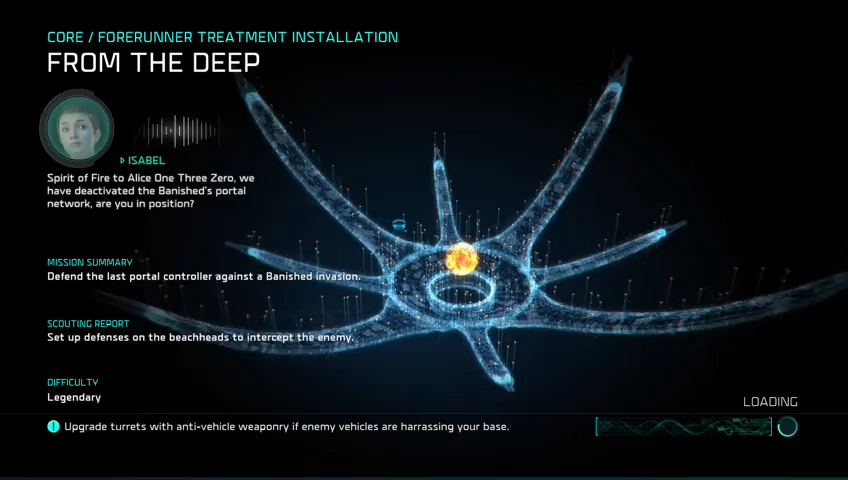 CORE / FORERUNNER TREATMENT INSTALLATION
FROM THE DEEP
ISABEL
Spirit of Fire to Alice One Three Zero, we
have deactivated the Banished's portal
network, are you in position?
MISSION SUMMARY
Defend the last portal controller against a Banished invasion.
SCOUTING REPORT
Set up defenses on the beachheads to intercept the enemy.
DIFFICULTY
Legendary
LOADING
Upgrade turrets with anti-vehicle weaponry if enemy vehicles are harrassing your base.